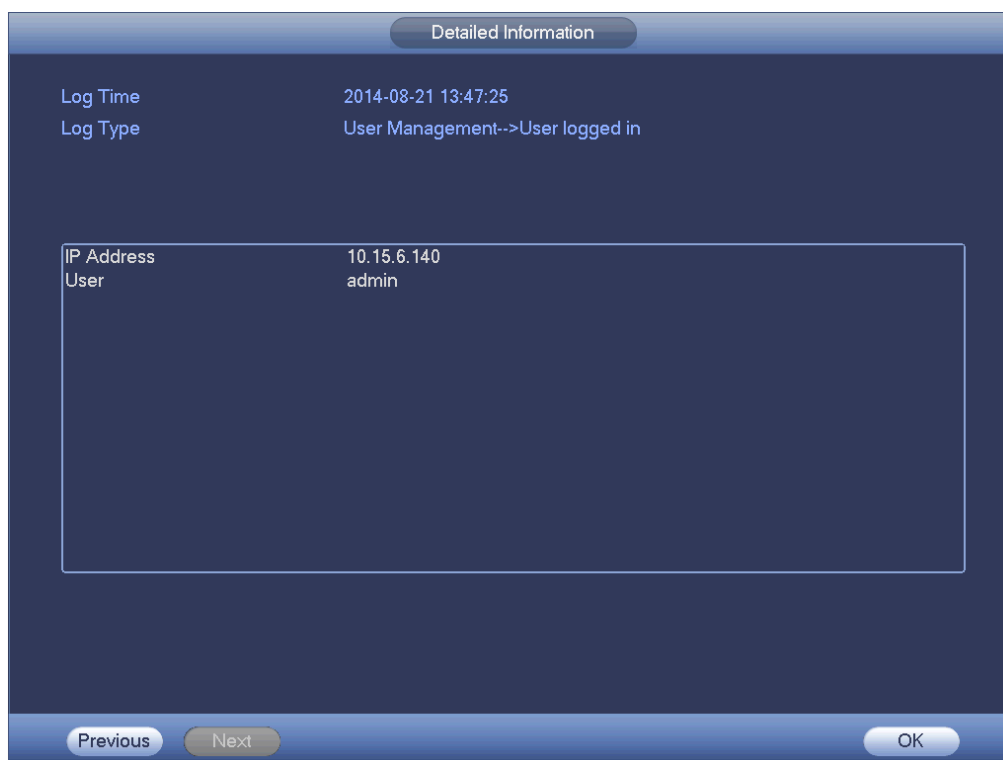 Detailed Information
Log Time 2014-08-21 13:47:25
Log Type User Management-->User logged in
IP Address 10.15.6.140
User admin
Previous Next OK